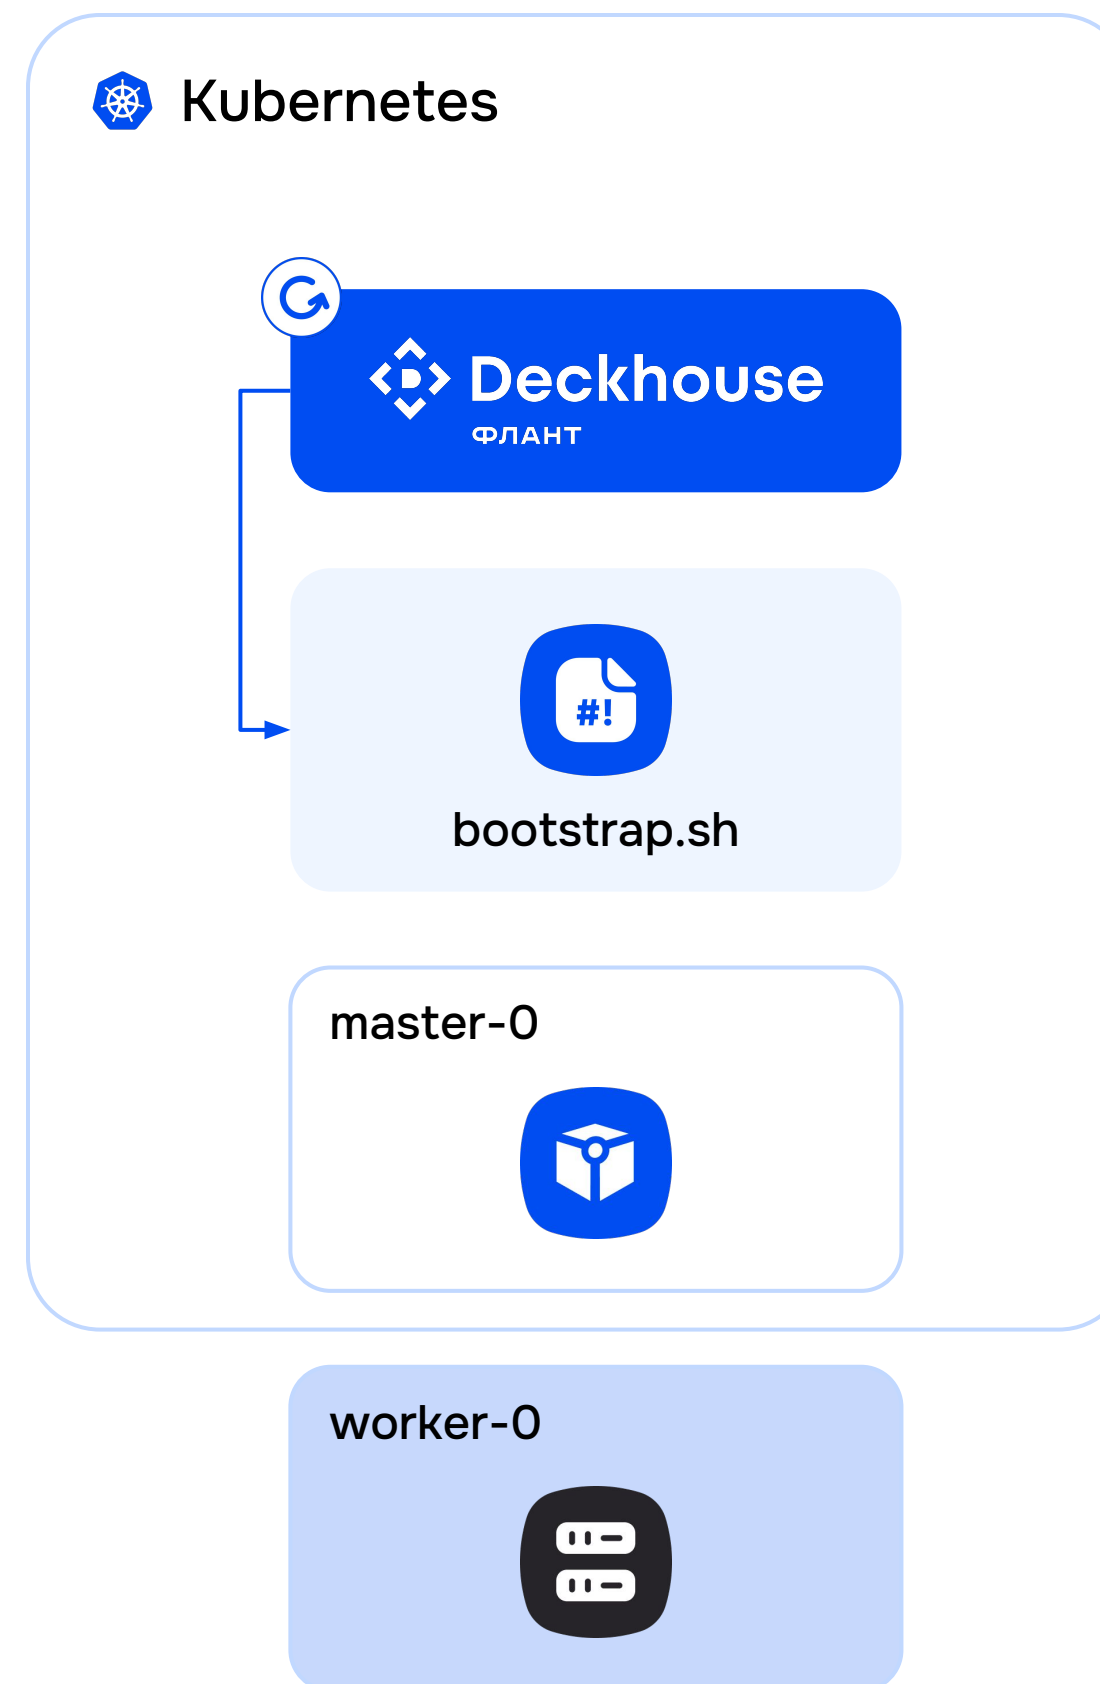 Kubernetes
Deckhouse
ФЛАНТ
#!
bootstrap.sh
master-0
worker-0